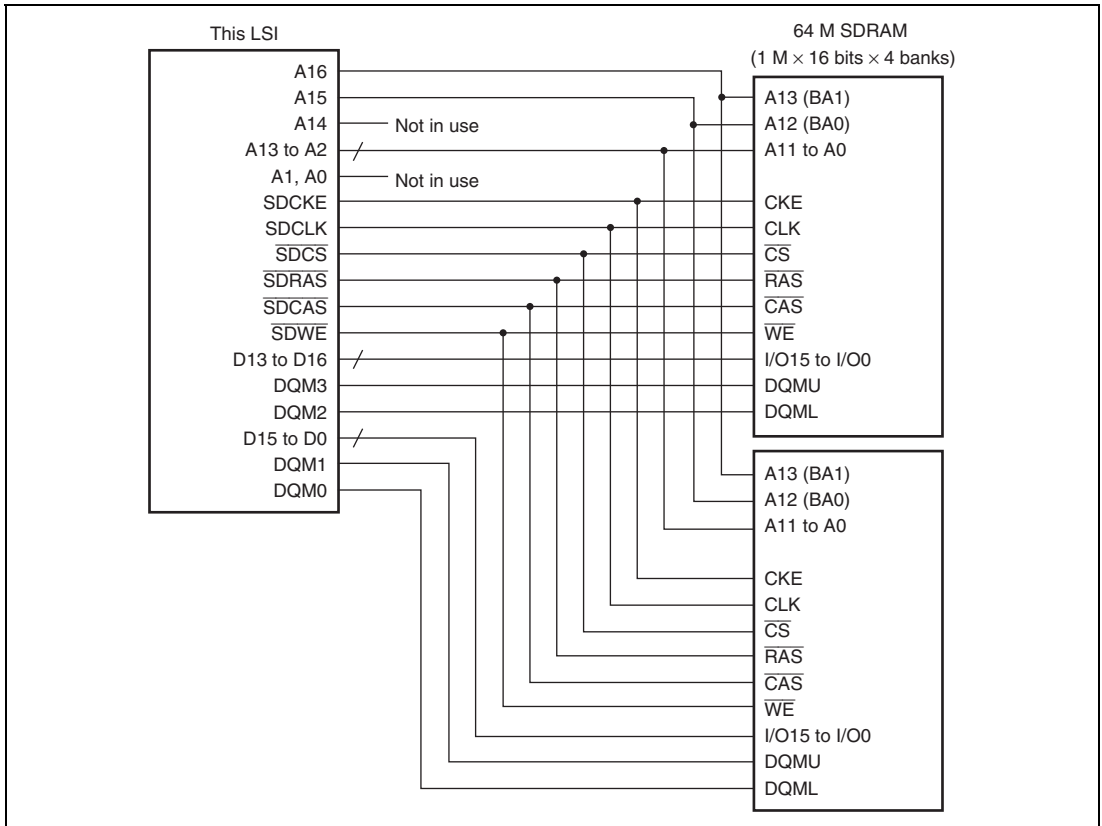 This LSI
A16
A15
A14
Not in use
A13 to A2
A1, A0
Not in use
SDCKE
SDCLK
SDCS
SDRAS
SDCAS
SDWE
D13 to D16
DQM3
DQM2
D15 to D0
DQM1
DQM0
64 M SDRAM
(1 M × 16 bits × 4 banks)
A13 (BA1)
A12 (BA0)
A11 to A0
CKE
CLK
CS
RAS
CAS
WE
I/O15 to I/O0
DQMU
DQML
A13 (BA1)
A12 (BA0)
A11 to A0
CKE
CLK
CS
RAS
CAS
WE
I/O15 to I/O0
DQMU
DQML